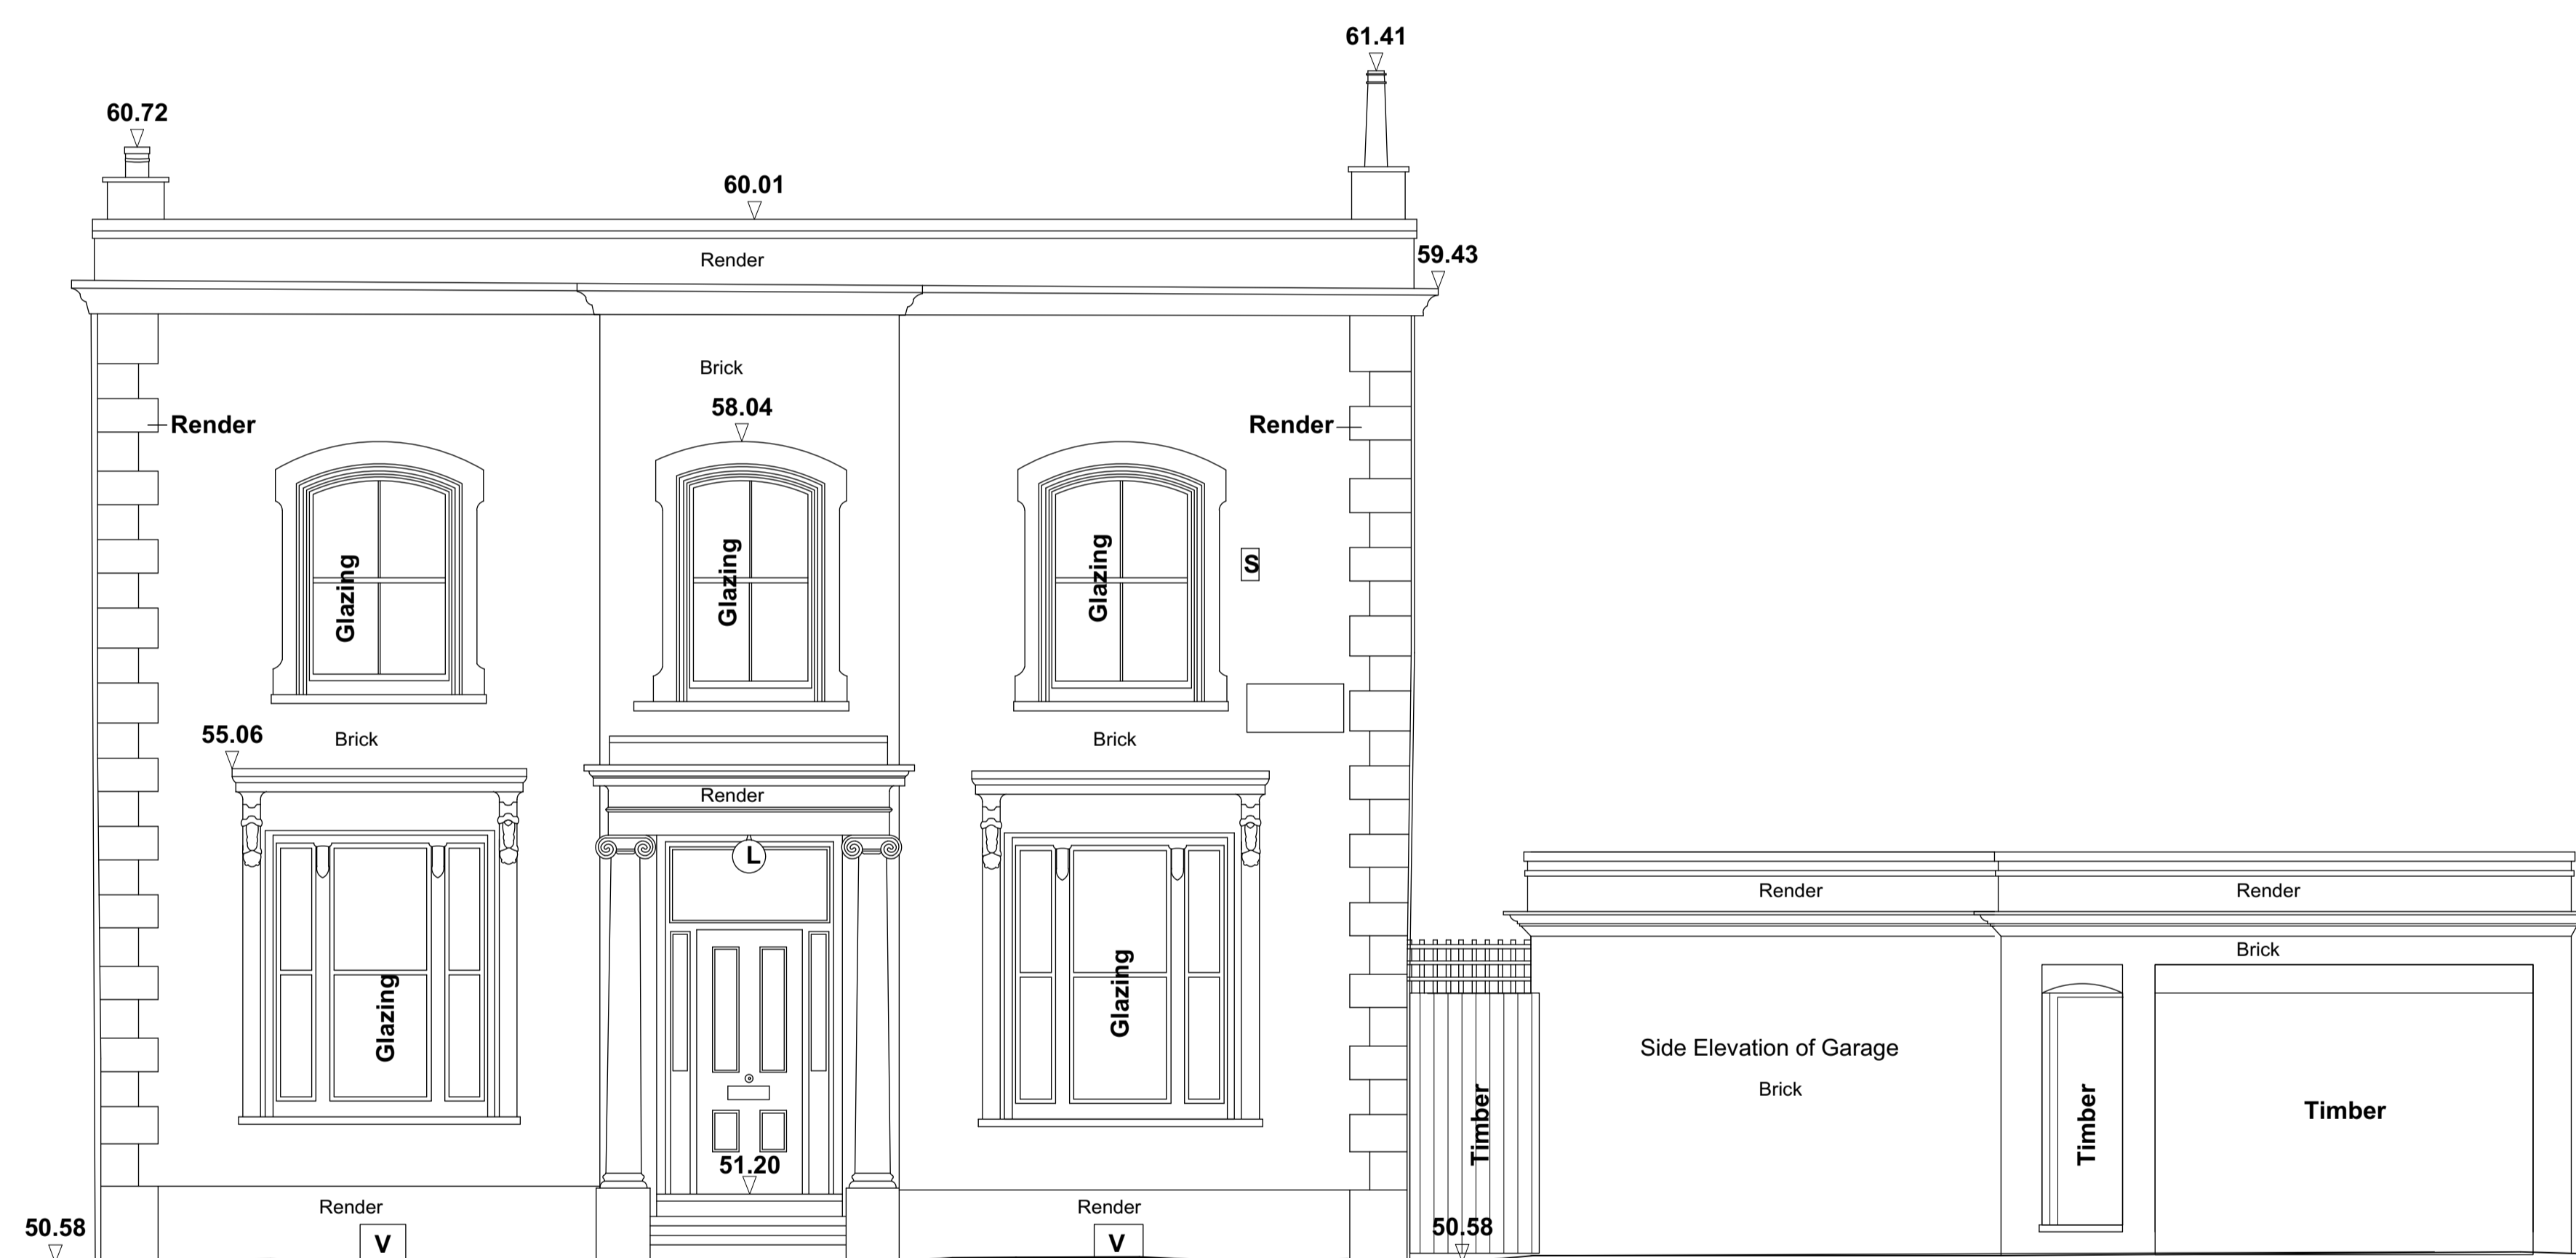 61.41
60.72
60.01
59.43
Render
Brick
58.04
Render
Render
Glazing
Glazing
Glazing
S
55.06
Brick
Brick
Render
L
Render
Render
Brick
Glazing
Glazing
Side Elevation of Garage
Brick
Timber
Timber
Timber
51.20
Render
Render
50.58
50.58
V
V